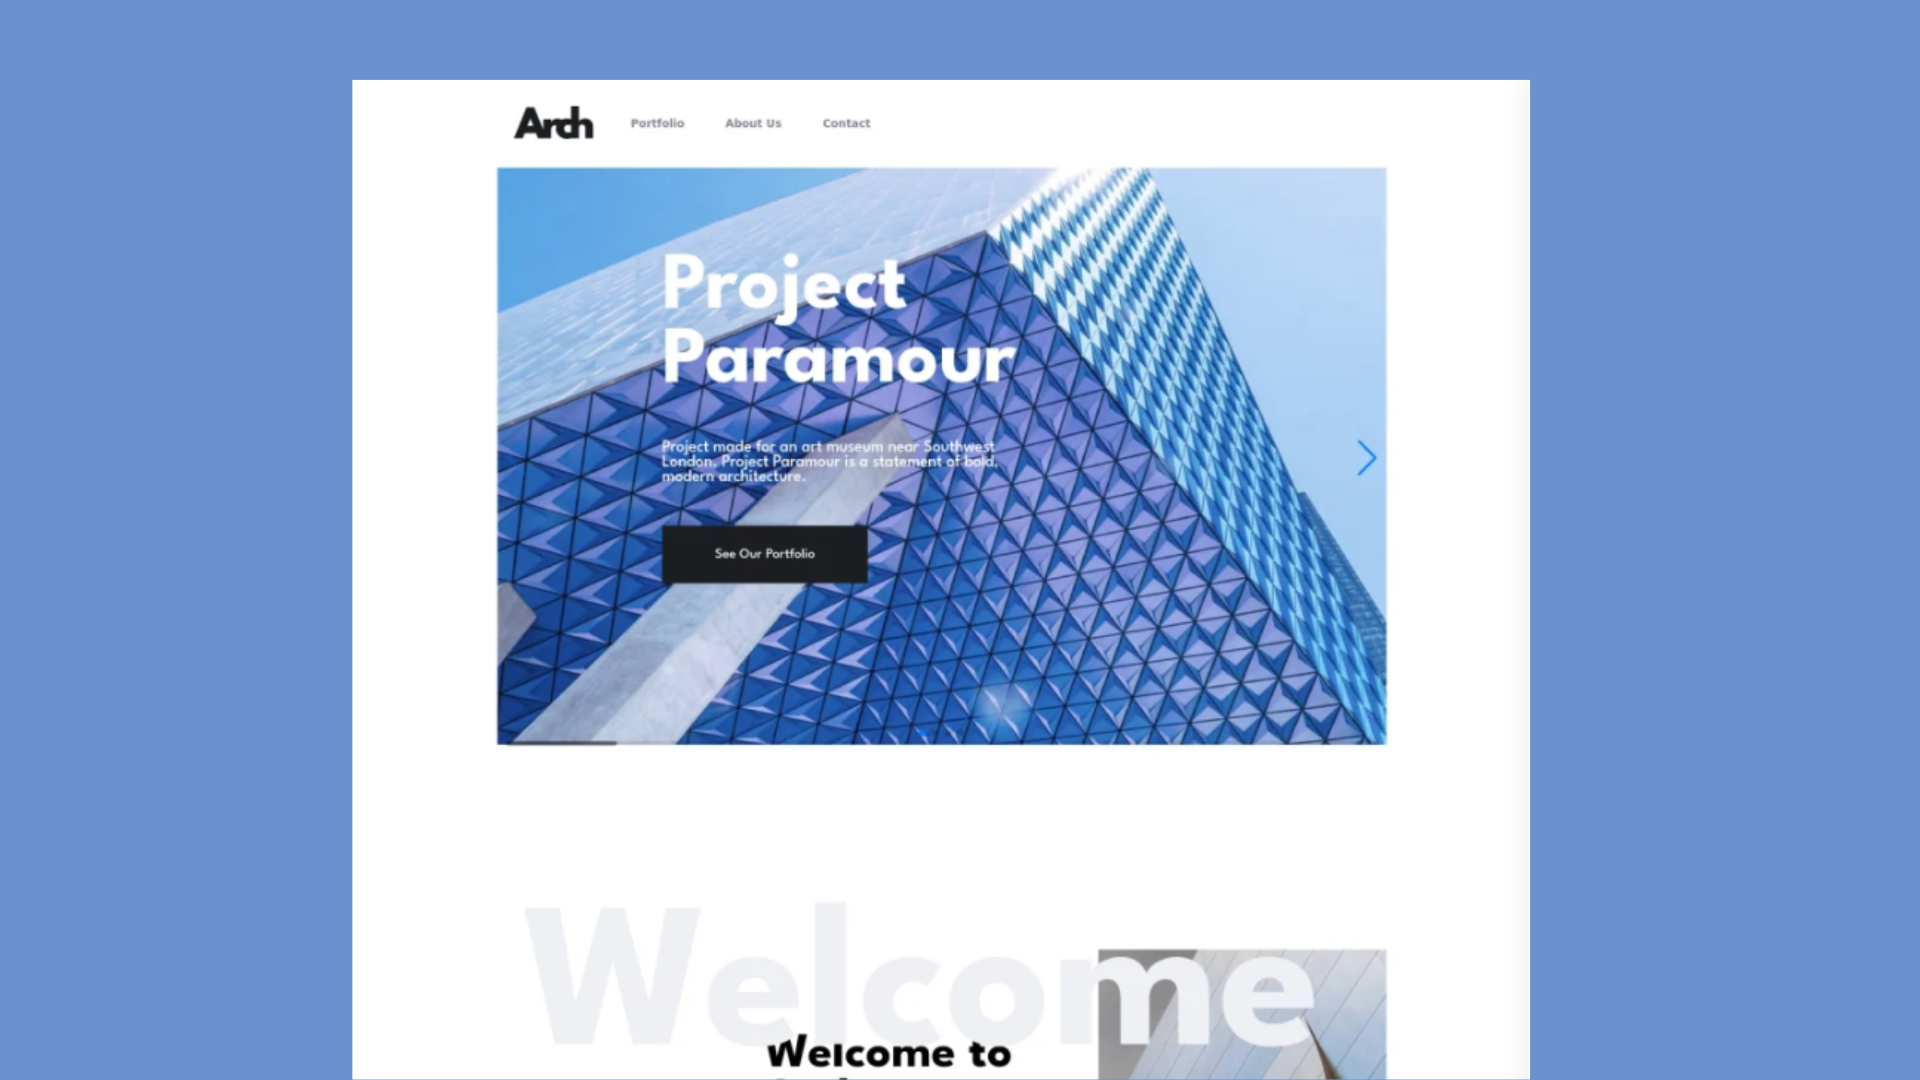 Arch
Portfolio
About Us
Contact
Project
Paramour
Project made for an art museum near Southwest
London. Project Paramour is a statement of bold,
modern architecture.
See Our Portfolio
Welcome
Welcome to